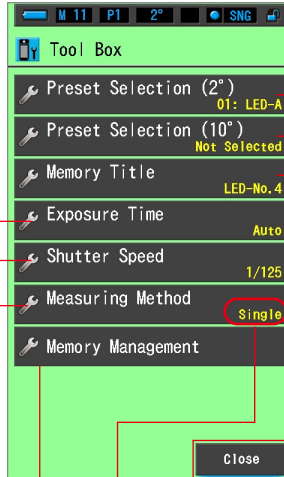 M 11 P1 2° SNG
Tool Box
Preset Selection (2°)
01: LED-A
Preset Selection (10°)
Not Selected
Memory Title
LED-No.4
Exposure Time
Auto
Shutter Speed
1/125
Measuring Method
Single
Memory Management
Close